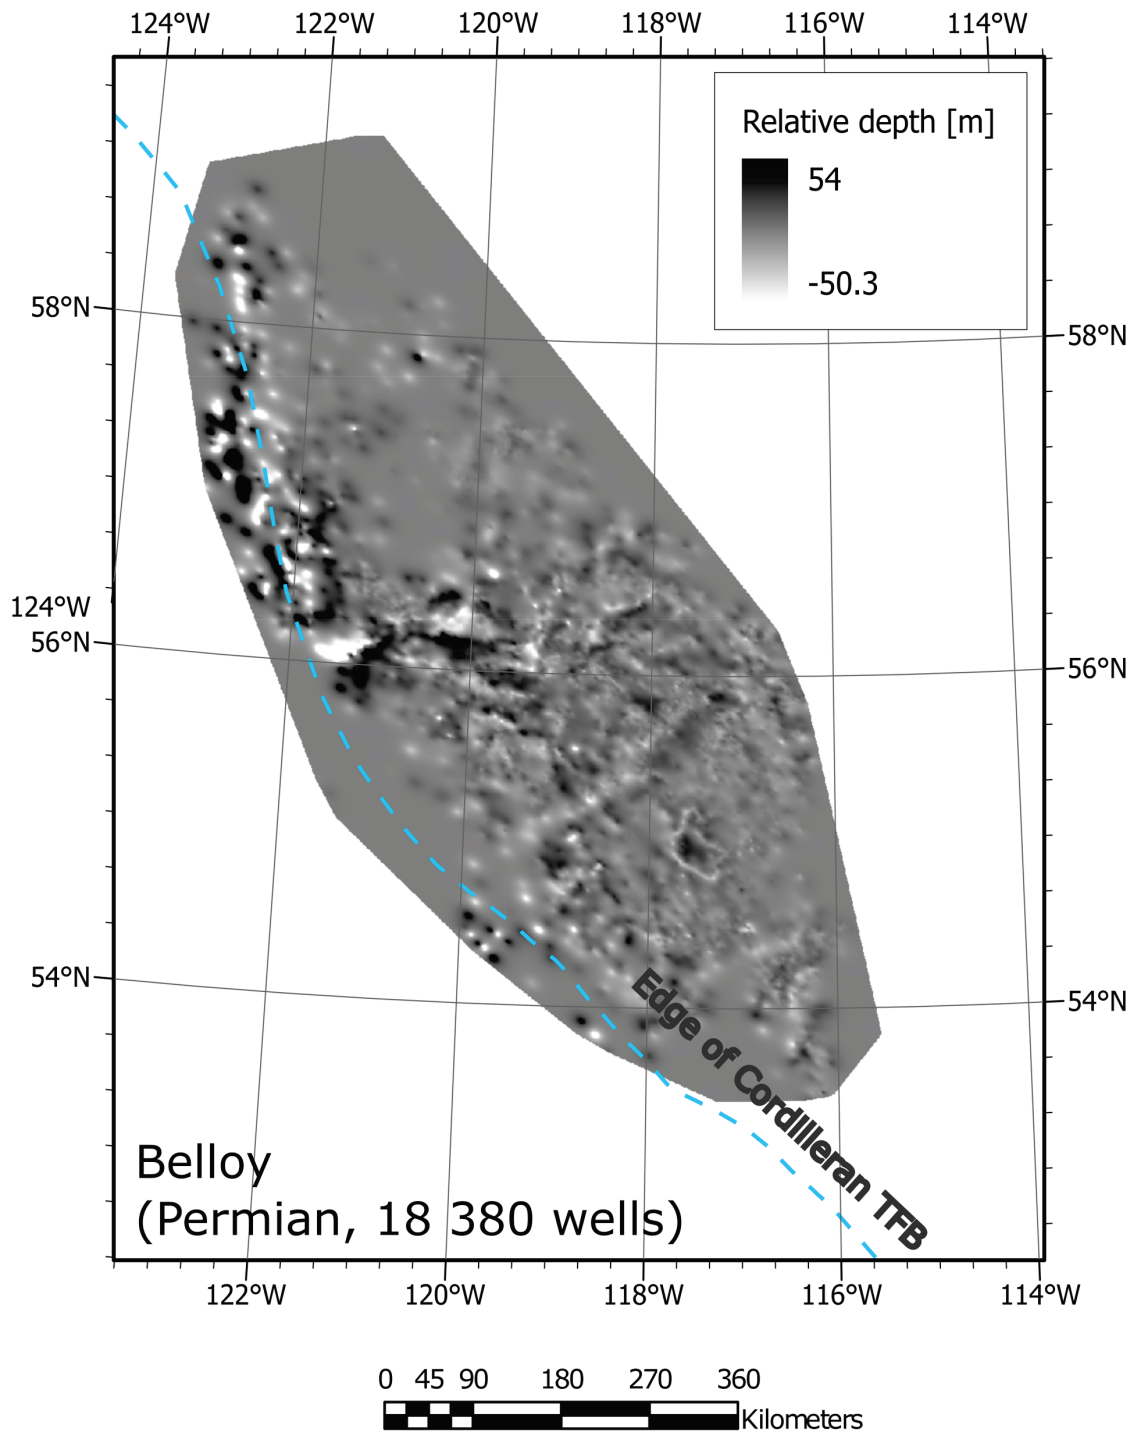 124°W 122°W 120°W 118°W 116°W 114°W
Relative depth [m]
54
-50.3
58°N
58°N
124°W
56°N
56°N
54°N
54°N
Edge of Cordilleran TFB
Belloy
(Permian, 18 380 wells)
122°W 120°W 118°W 116°W 114°W
0 45 90 180 270 360
Kilometers